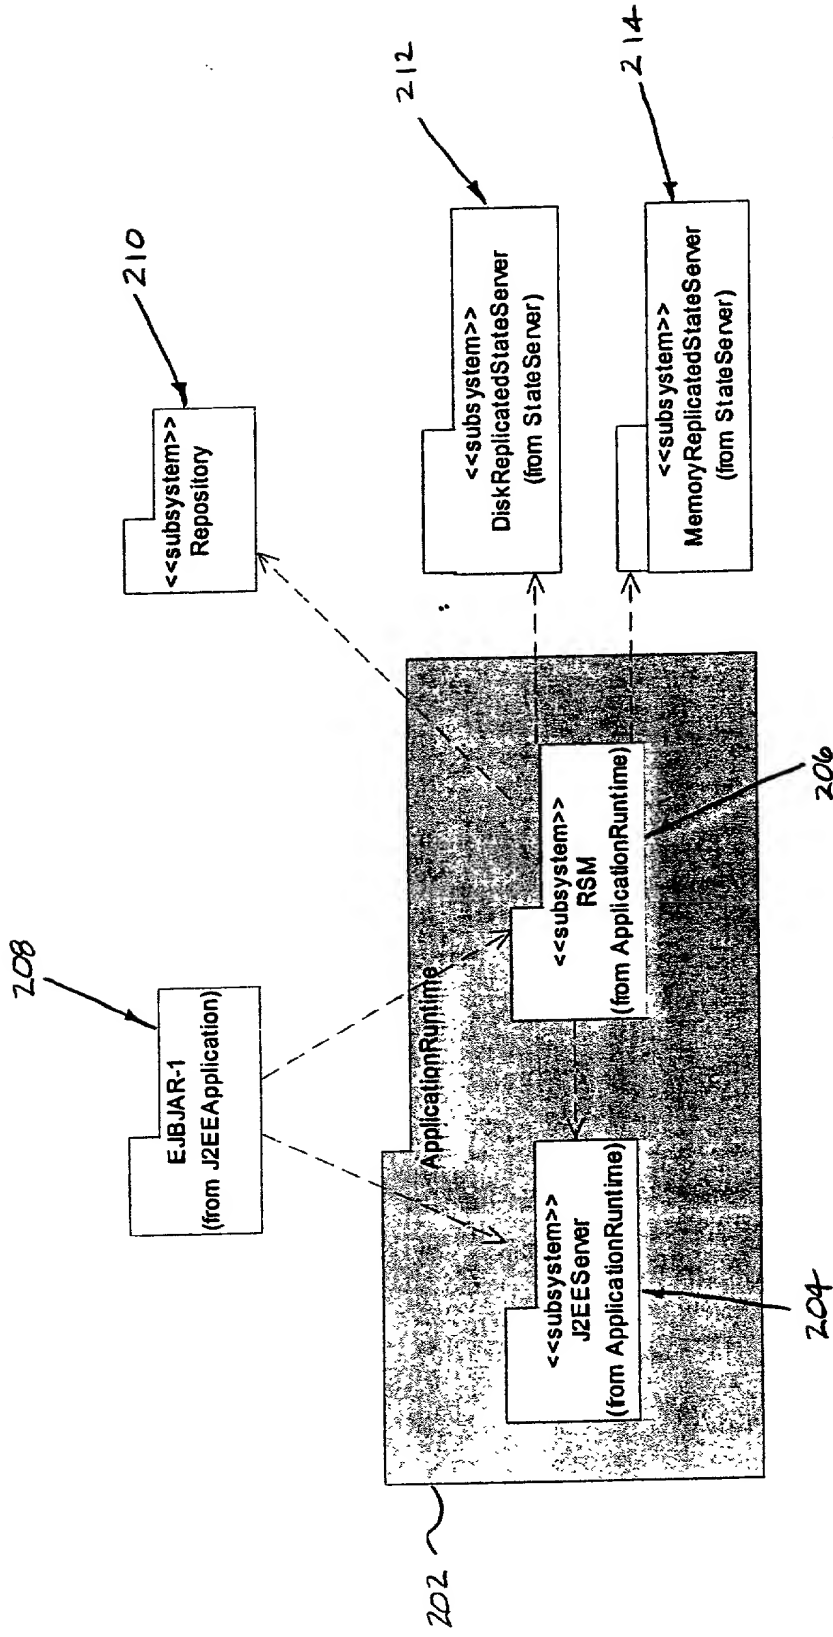 208
EJBJAR-1
(from J2EEApplication)
210
<<subsystem>>
Repository
202
ApplicationRuntime
<<subsystem>>
J2EEServer
(from ApplicationRuntime)
204
<<subsystem>>
RSM
(from ApplicationRuntime)
206
<<subsystem>>
DiskReplicatedStateServer
(from StateServer)
212
<<subsystem>>
MemoryReplicatedStateServer
(from StateServer)
214